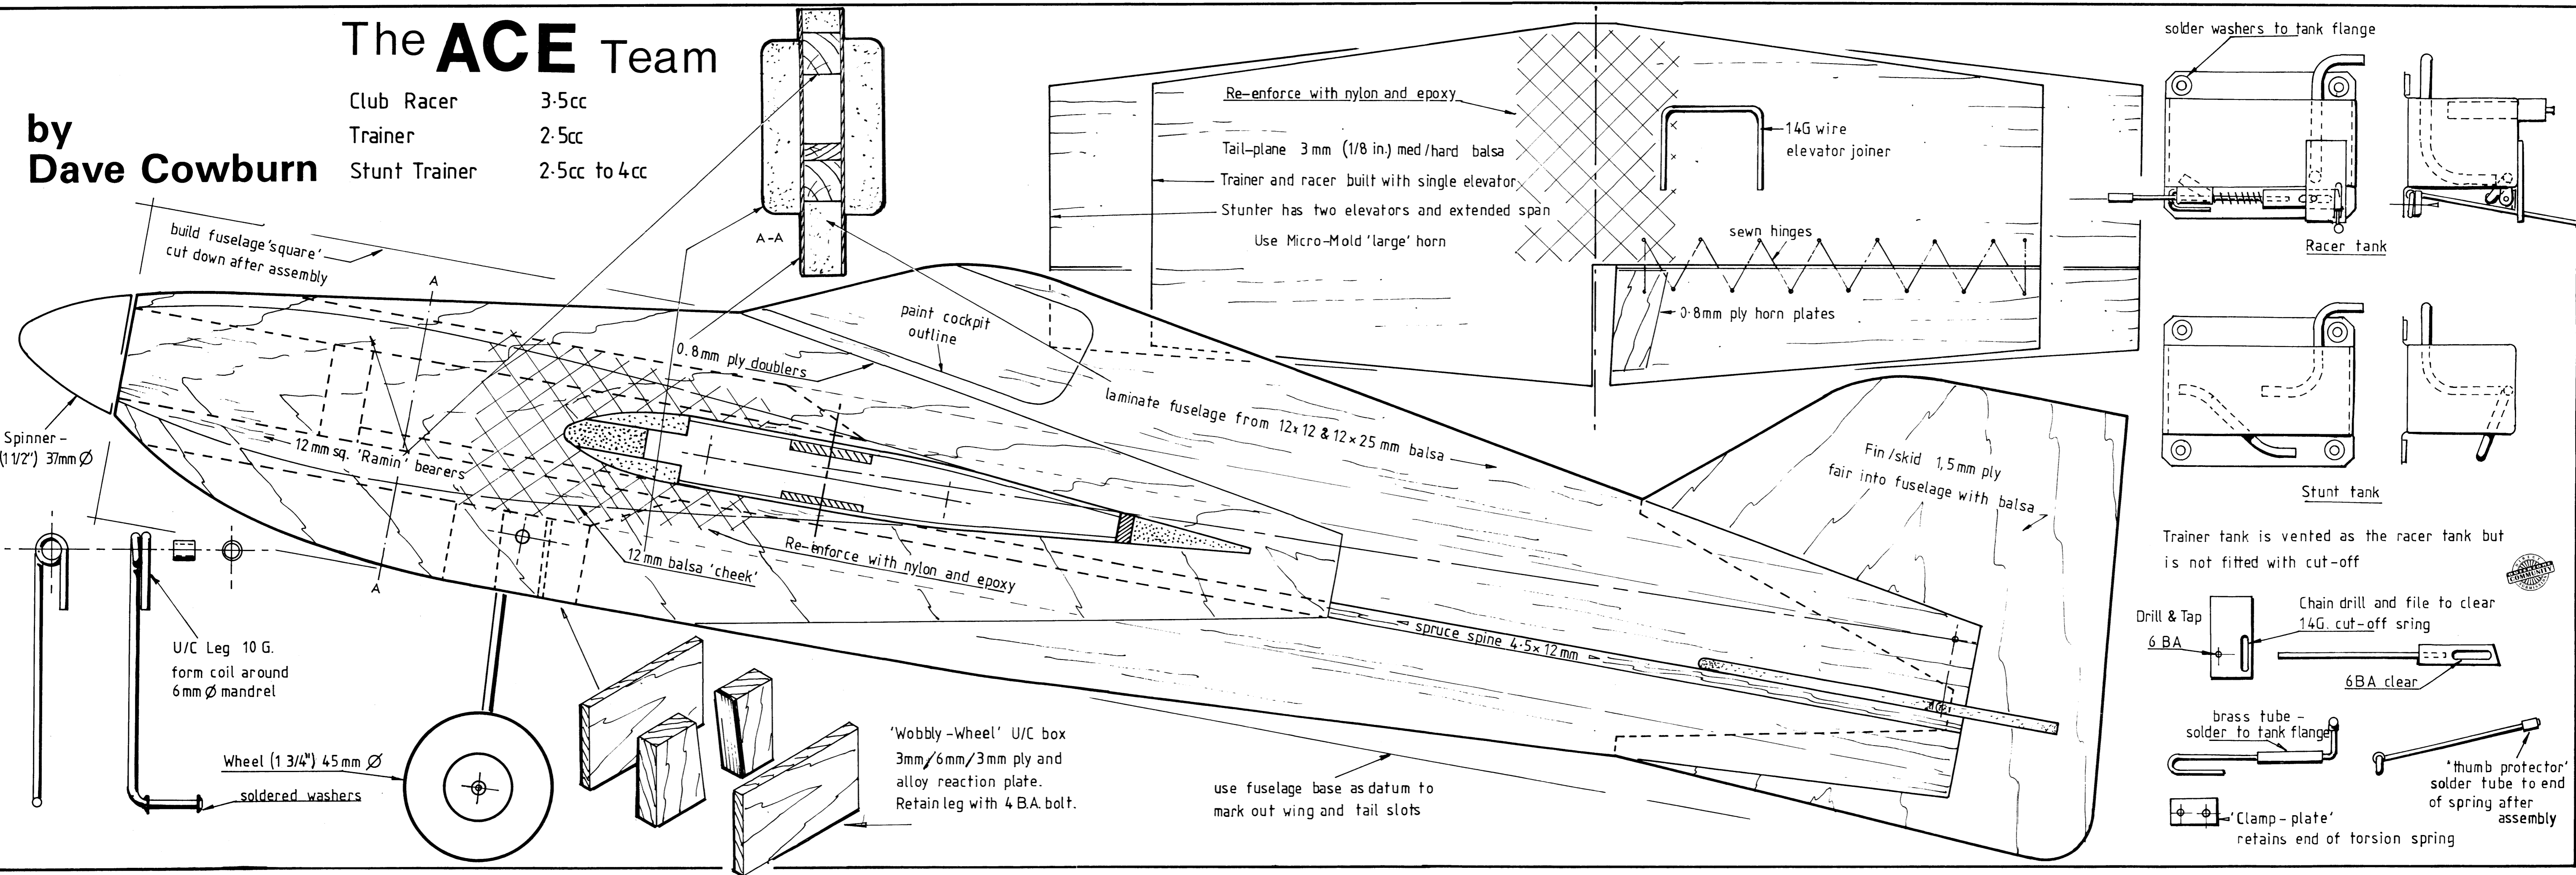 The ACE Team
Club Racer 3·5cc
Trainer 2·5cc
Stunt Trainer 2·5cc to 4cc
by
Dave Cowburn
build fuselage 'square'
cut down after assembly
A
A
A-A
Spinner -
(1 1/2") 37mm Ø
12 mm sq. 'Ramin' bearers
0.8mm ply doublers
paint cockpit
outline
laminate fuselage from 12x12 & 12x25 mm balsa
12mm balsa 'cheek'
Re-enforce with nylon and epoxy
spruce spine 4·5x12mm
Fin/skid 1,5mm ply
fair into fuselage with balsa
U/C Leg 10 G.
form coil around
6mm Ø mandrel
Wheel (1 3/4") 45mm Ø
soldered washers
'Wobbly-Wheel' U/C box
3mm/6mm/3mm ply and
alloy reaction plate.
Retain leg with 4 B.A. bolt.
use fuselage base as datum to
mark out wing and tail slots
Re-enforce with nylon and epoxy
Tail-plane 3mm (1/8 in.) med/hard balsa
Trainer and racer built with single elevator
Stunter has two elevators and extended span
Use Micro-Mold 'large' horn
14G wire
elevator joiner
sewn hinges
0·8mm ply horn plates
solder washers to tank flange
Racer tank
Stunt tank
Trainer tank is vented as the racer tank but
is not fitted with cut-off
COMMUNITY
Drill & Tap
6 BA
Chain drill and file to clear
14G. cut-off sring
6BA clear
brass tube -
solder to tank flange
'Clamp-plate'
retains end of torsion spring
'thumb protector'
solder tube to end
of spring after
assembly